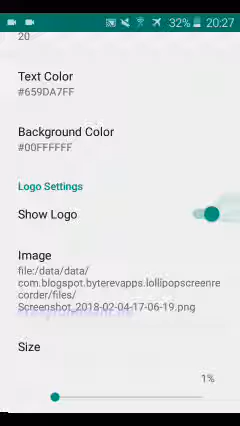 32% 20:27
20
Text Color
#659DA7FF
Background Color
#00FFFFFF
Logo Settings
Show Logo
Image
file:/data/data/
com.blogspot.byterevapps.lollipopscreenre
corder/files/
Screenshot_2018-02-04-17-06-19.png
Size
1%